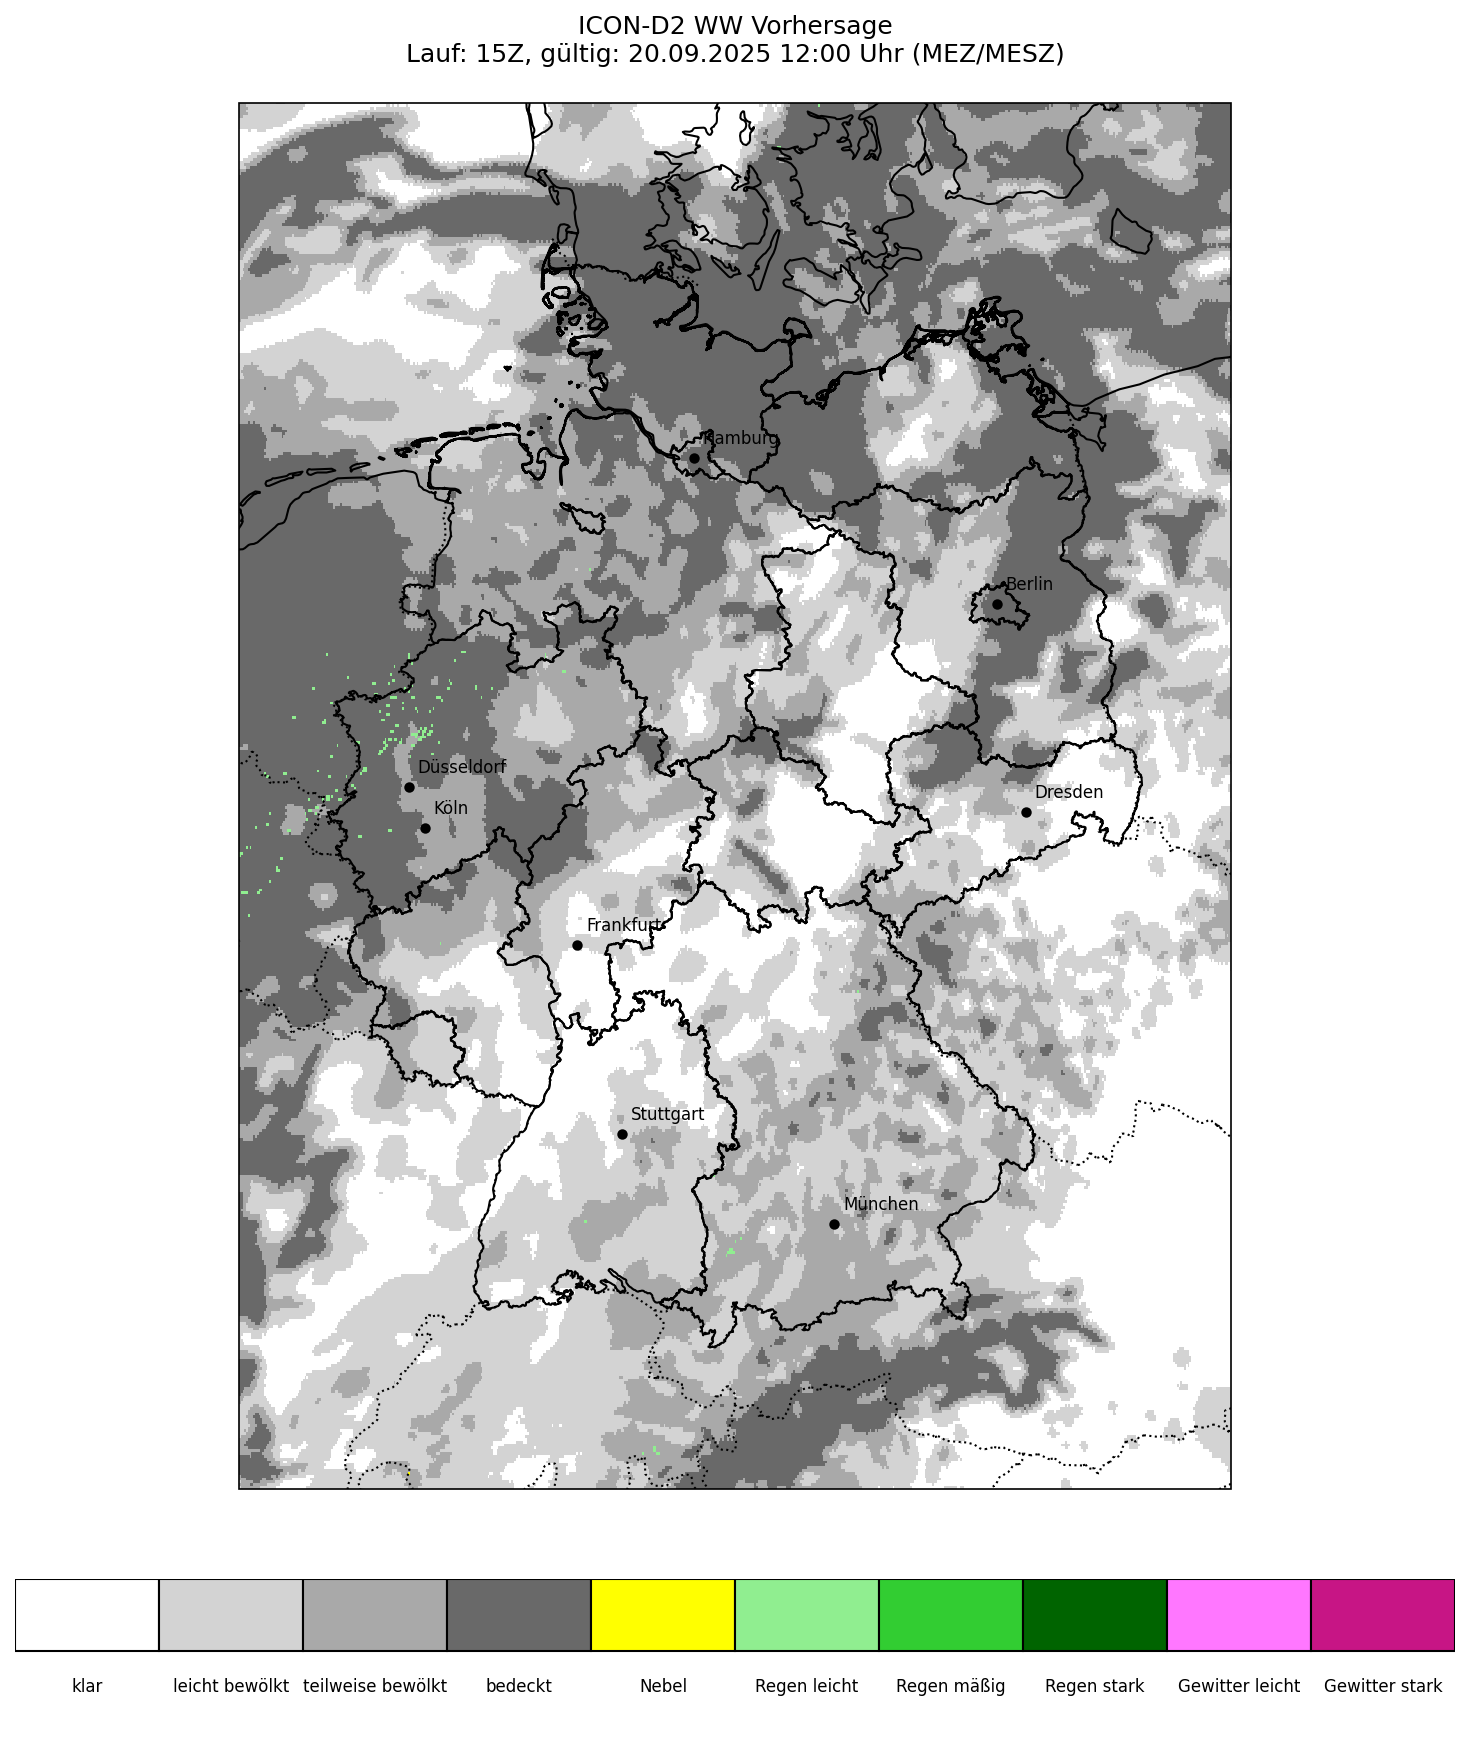 ICON-D2 WW Vorhersage
Lauf: 15Z, gültig: 20.09.2025 12:00 Uhr (MEZ/MESZ)
Hamburg
Berlin
Düsseldorf
Köln
Dresden
Frankfurt
Stuttgart
München
klar
leicht bewölkt
teilweise bewölkt
bedeckt
Nebel
Regen leicht
Regen mäßig
Regen stark
Gewitter leicht
Gewitter stark